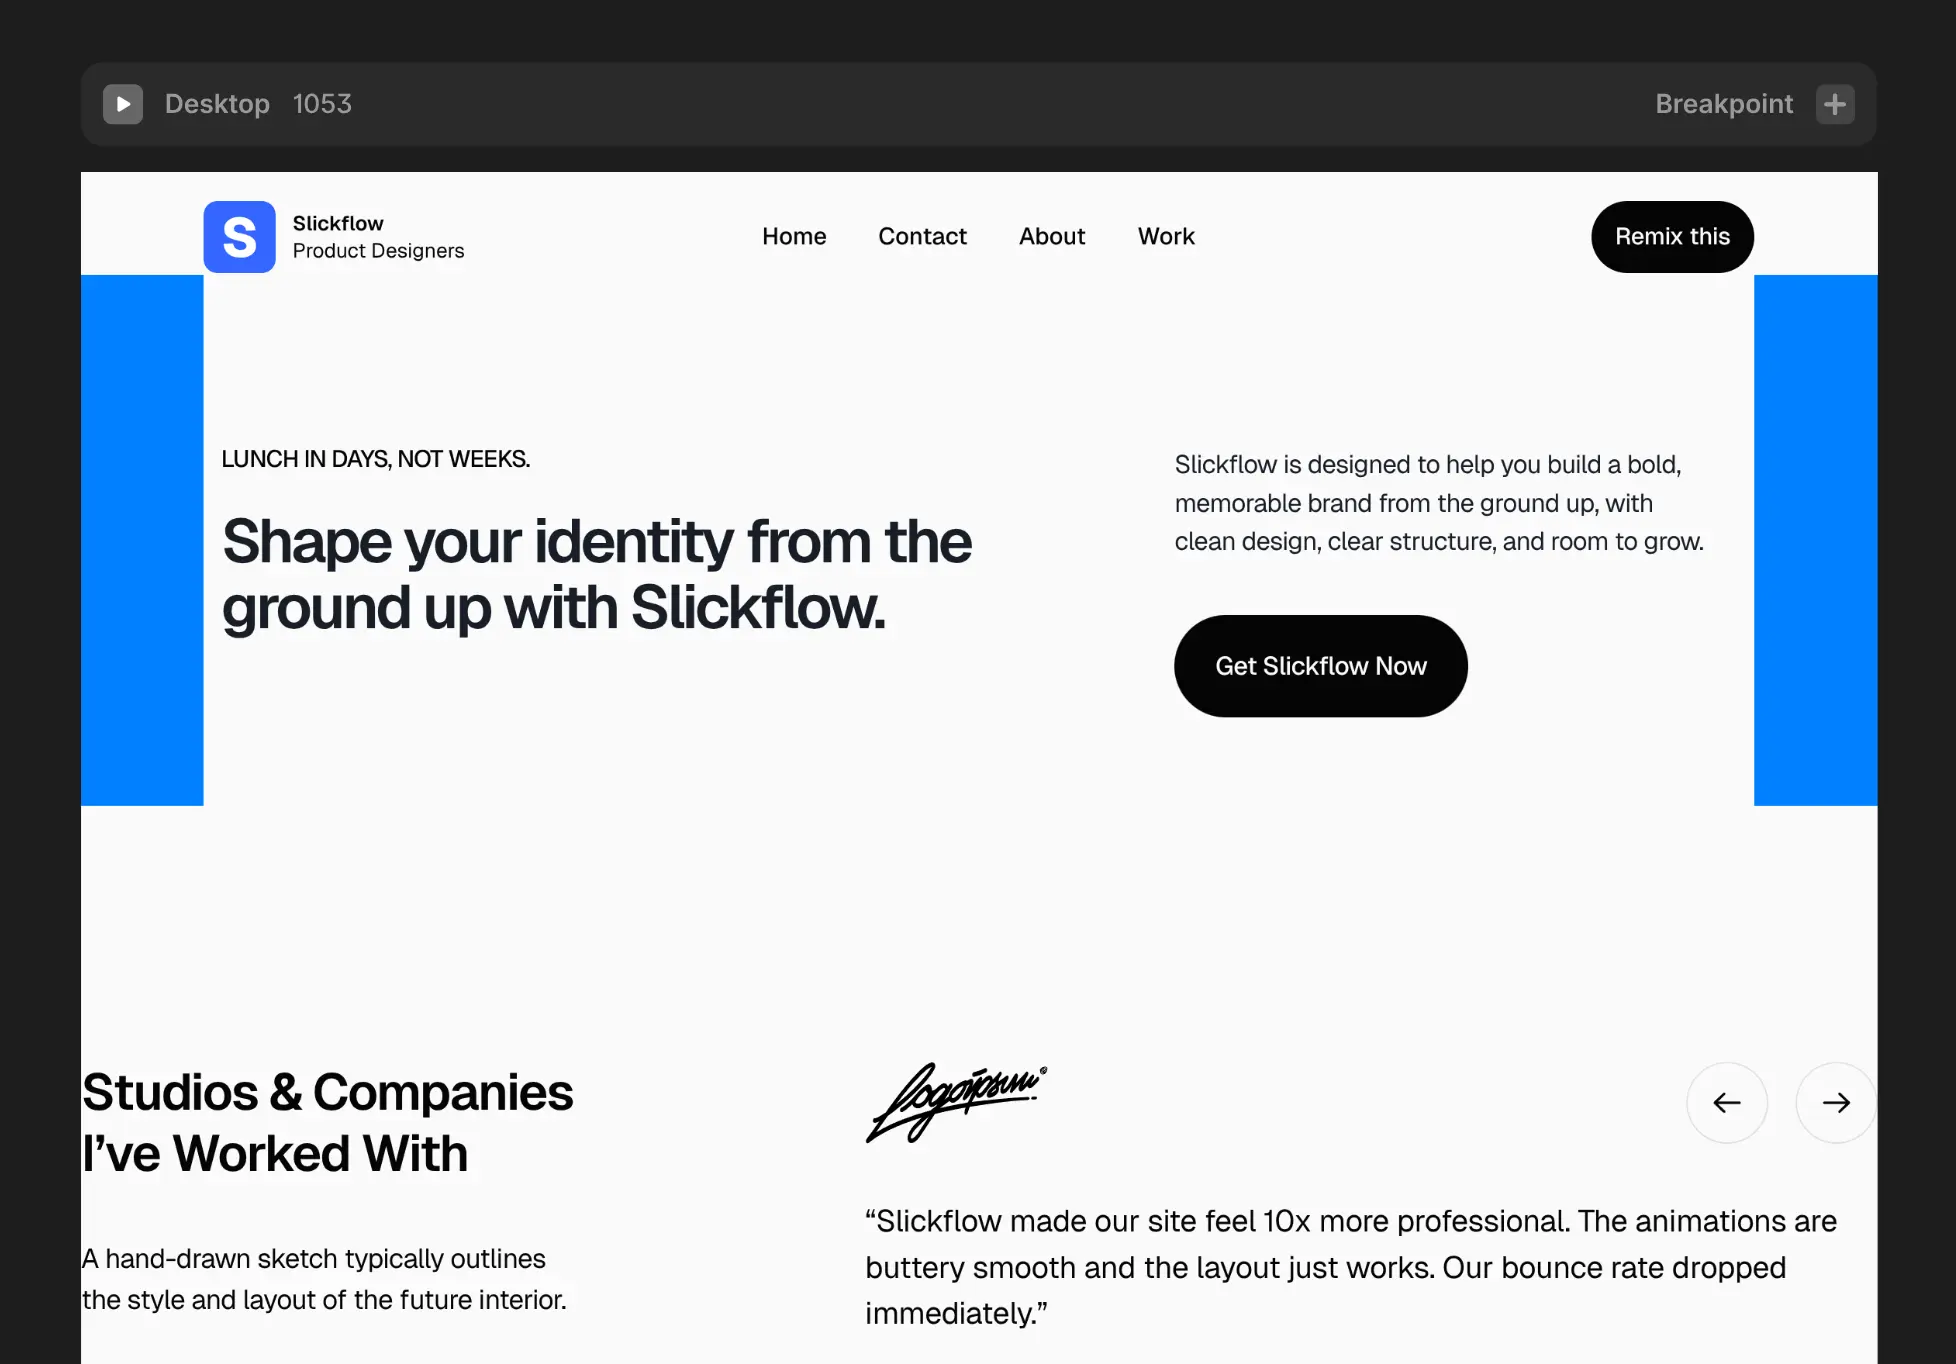 Desktop 1053
Breakpoint
S
Slickflow
Product Designers
Home Contact About Work
Remix this
LUNCH IN DAYS, NOT WEEKS.
Shape your identity from the
ground up with Slickflow.
Slickflow is designed to help you build a bold,
memorable brand from the ground up, with
clean design, clear structure, and room to grow.
Get Slickflow Now
Studios & Companies
I’ve Worked With
A hand-drawn sketch typically outlines
the style and layout of the future interior.
logoipsum®
“Slickflow made our site feel 10x more professional. The animations are
buttery smooth and the layout just works. Our bounce rate dropped
immediately.”